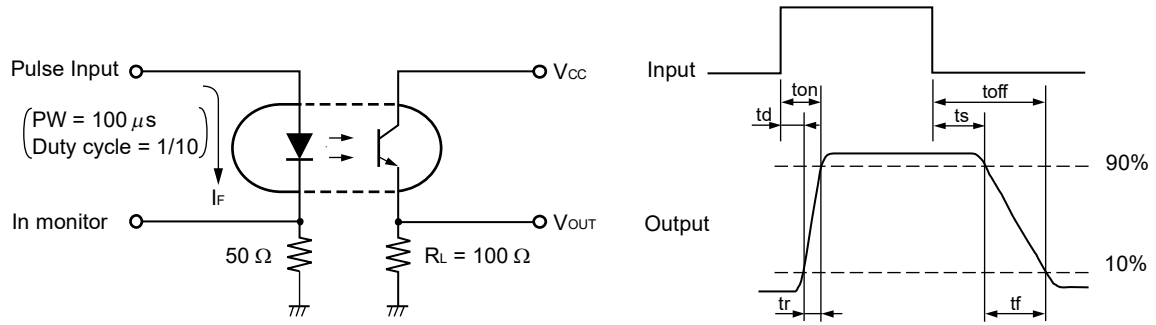 Pulse Input
VCC
(PW = 100 μs
Duty cycle = 1/10)
IF
In monitor
VOUT
50 Ω
RL = 100 Ω
Input
ton
toff
td
ts
90%
Output
10%
tr
tf